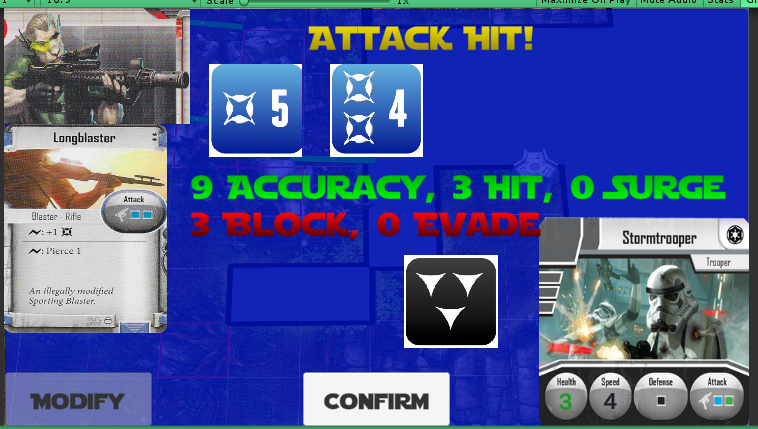 Scale
1x
Maximize On Play
Mute Audio
Stats
ATTACK HIT!
5
4
Longblaster
Attack
Blaster - Rifle
: +1
: Pierce 1
An illegally modified
Sporting Blaster.
9 ACCURACY, 3 HIT, 0 SURGE
3 BLOCK, 0 EVADE
Stormtrooper
Trooper
Health Speed Defense Attack
3 4
MODIFY
CONFIRM